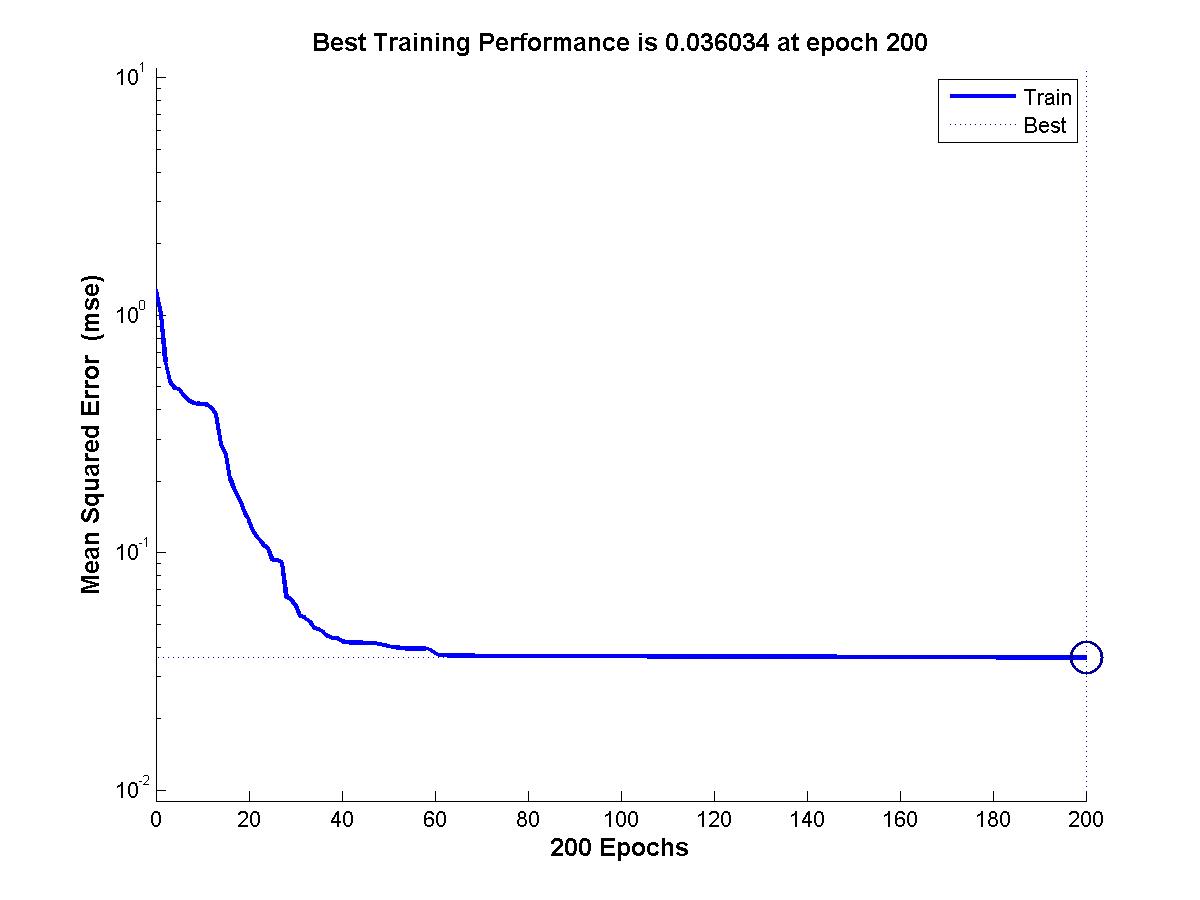 Best Training Performance is 0.036034 at epoch 200
10^1
Train
Best
10^0
Mean Squared Error (mse)
10^-1
10^-2
0 20 40 60 80 100 120 140 160 180 200
200 Epochs